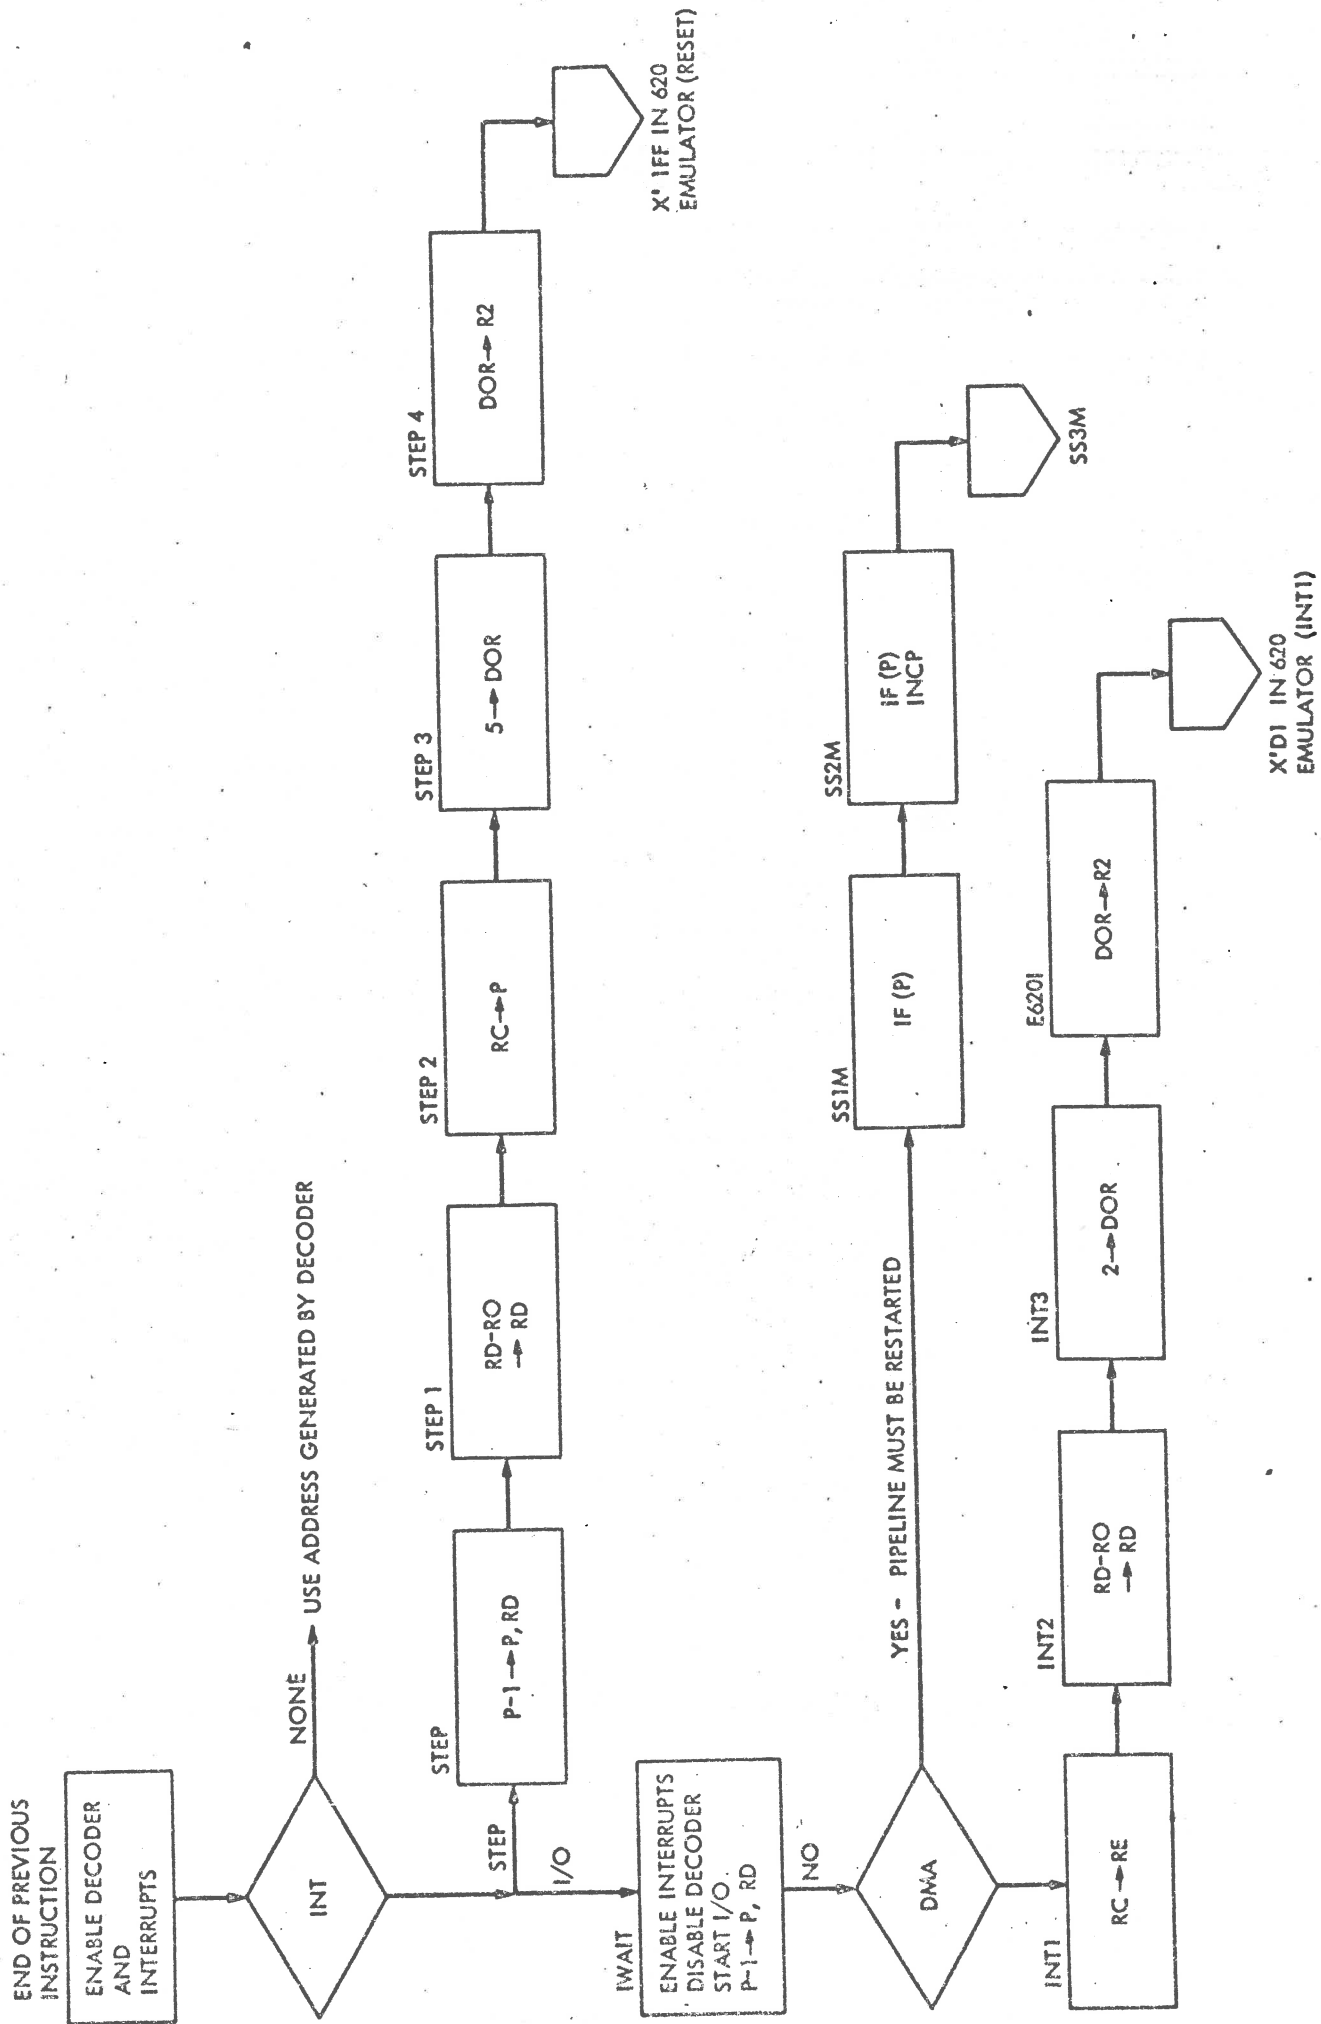 END OF PREVIOUS
INSTRUCTION
ENABLE DECODER
AND
INTERRUPTS
INT
NONE
USE ADDRESS GENERATED BY DECODER
STEP
I/O
STEP
P-1→P, RD
STEP 1
RD-RO
→RD
STEP 2
RC→P
STEP 3
5→DOR
STEP 4
DOR→R2
X' 1FF IN 620
EMULATOR (RESET)
IWAIT
ENABLE INTERRUPTS
DISABLE DECODER
START I/O.
P-1→P, RD
NO
DMA
YES - PIPELINE MUST BE RESTARTED
SS1M
IF (P)
SS2M
IF (P)
INCP
SS3M
INT1
RC→RE
INT2
RD-RO
→RD
INT3
2→DOR
E620I
DOR→R2
X'D1 IN 620
EMULATOR (INT1)